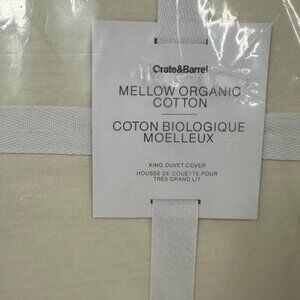 Crate&Barrel
MELLOW ORGANIC
COTTON
COTON BIOLOGIQUE
MOELLEUX
KING DUVET COVER
HOUSSE DE COUETTE POUR
TRÈS GRAND LIT